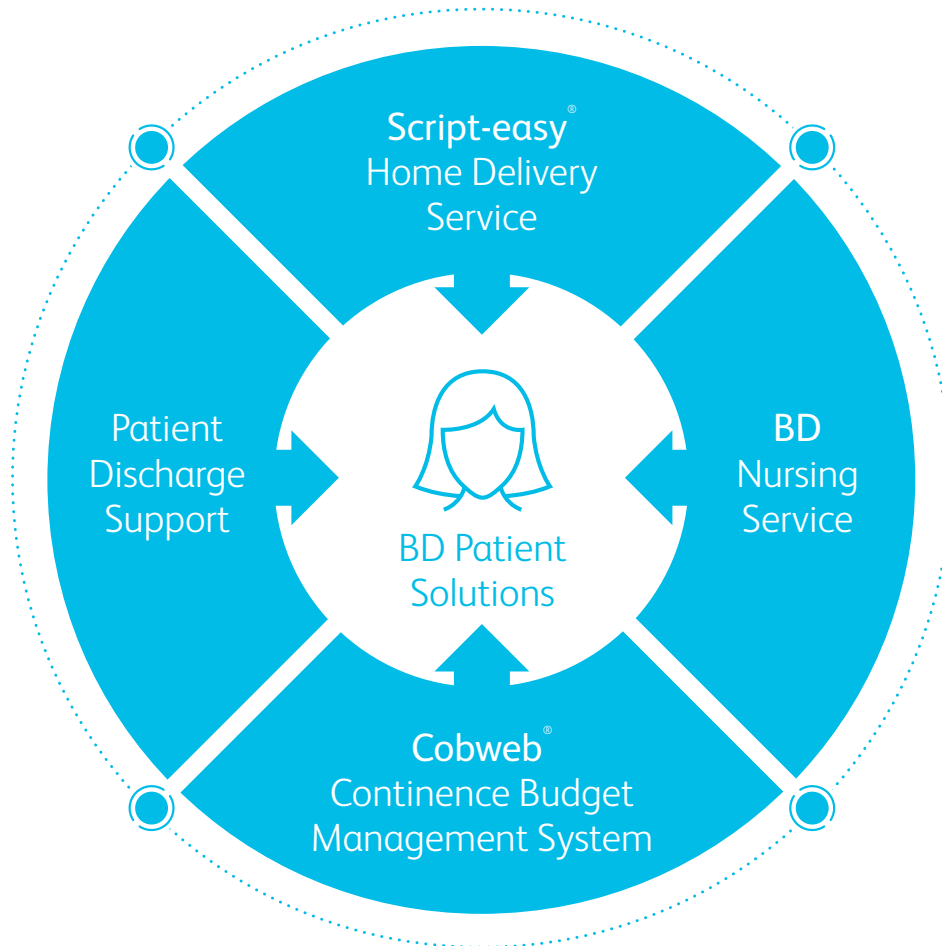 Script-easy®
Home Delivery
Service
Patient
Discharge
Support
BD Patient
Solutions
BD
Nursing
Service
Cobweb®
Continence Budget
Management System